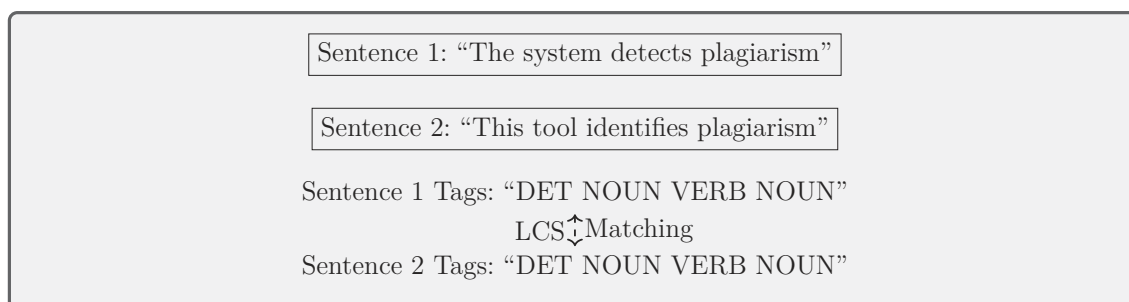 Sentence 1: “The system detects plagiarism”
Sentence 2: “This tool identifies plagiarism”
Sentence 1 Tags: “DET NOUN VERB NOUN”
LCS Matching
Sentence 2 Tags: “DET NOUN VERB NOUN”